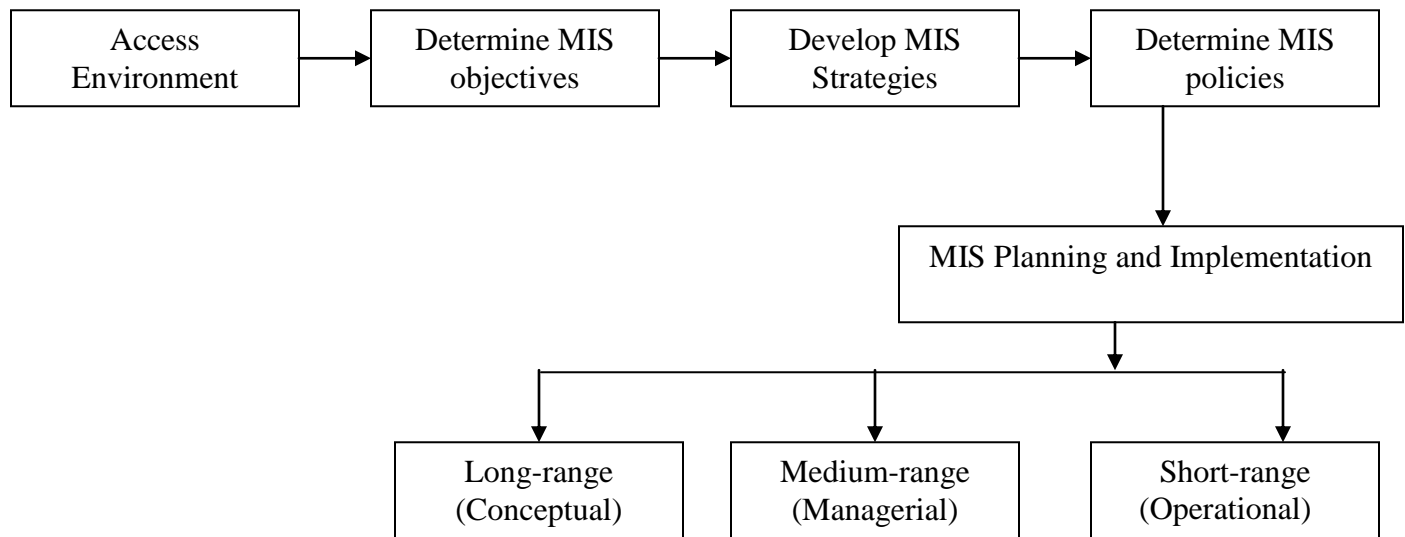 Access
Environment
Determine MIS
objectives
Develop MIS
Strategies
Determine MIS
policies
MIS Planning and Implementation
Long-range
(Conceptual)
Medium-range
(Managerial)
Short-range
(Operational)